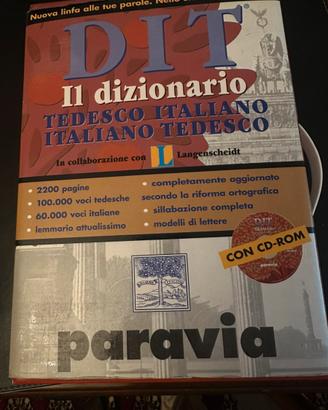 Nuova linfa alle tue parole. Nello
DIT®
Il dizionario
TEDESCO ITALIANO
ITALIANO TEDESCO
In collaborazione con L Langenscheidt
• 2200 pagine
• 100.000 voci tedesche
• 60.000 voci italiane
• lemmario attualissimo
• completamente aggiornato
secondo la riforma ortografica
• sillabazione completa
• modelli di lettere
DIT
CON CD-ROM
paravia